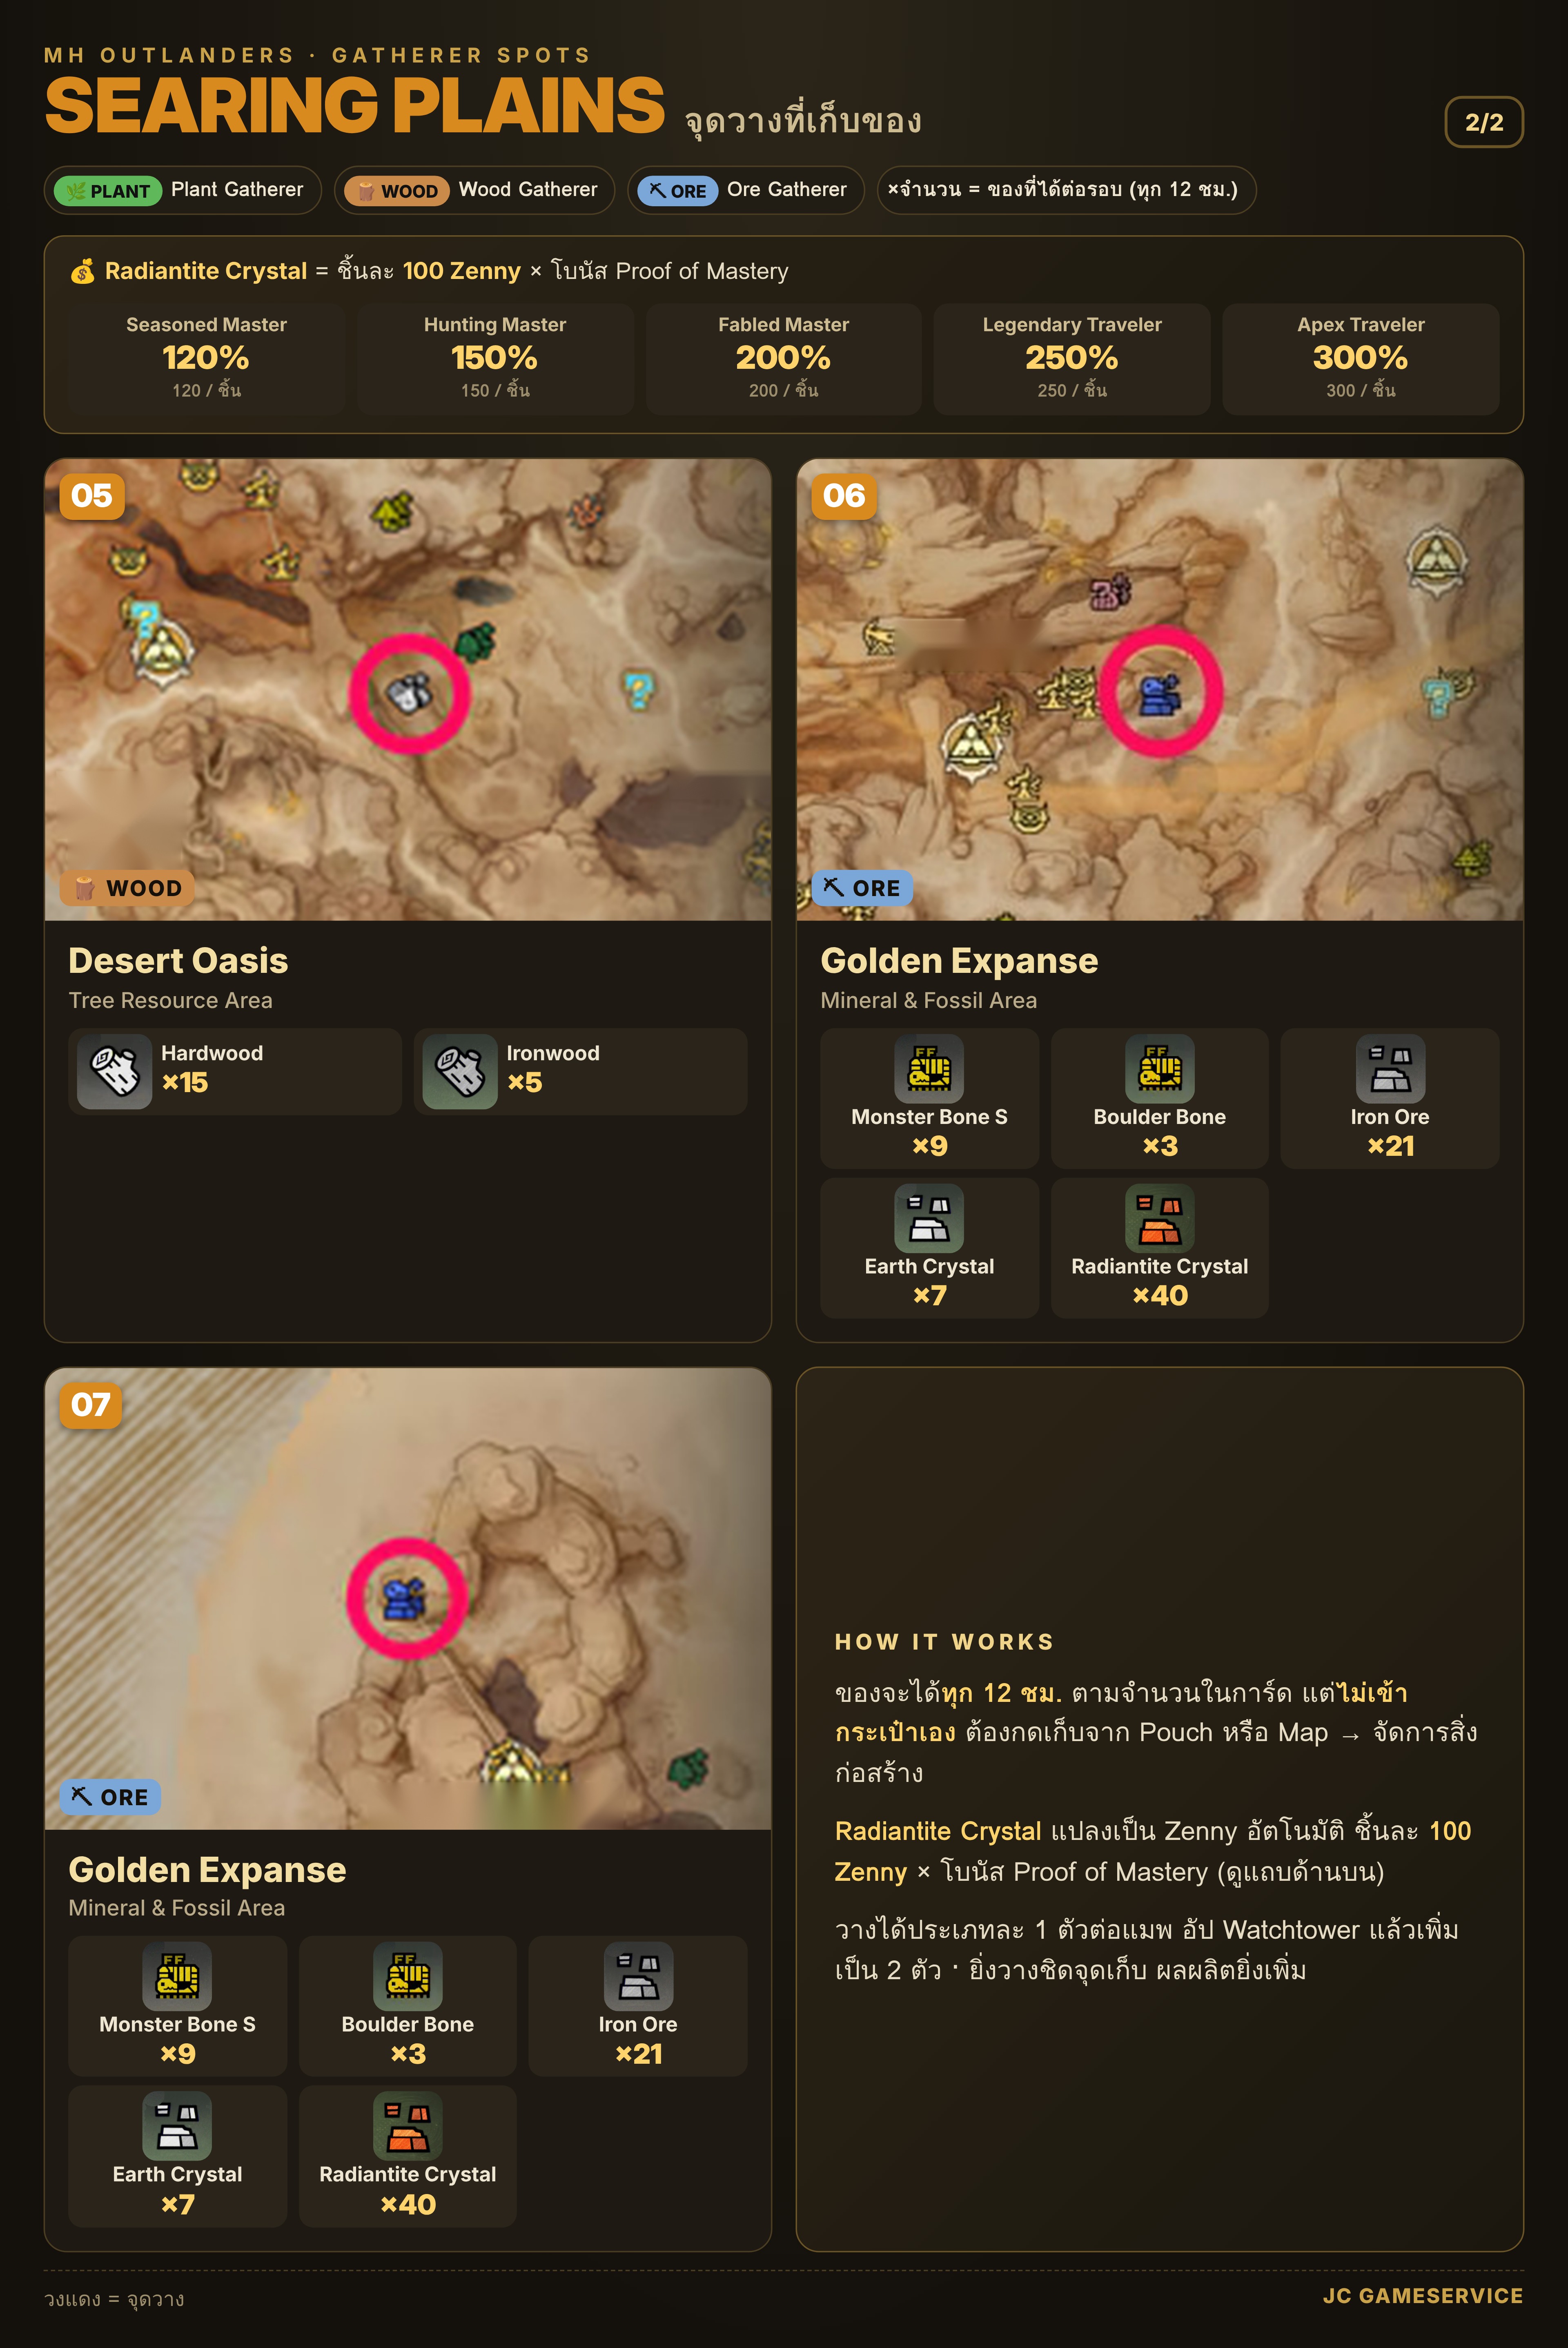 MH OUTLANDERS · GATHERER SPOTS
SEARING PLAINS จุดวางที่เก็บของ
2/2
PLANT Plant Gatherer
WOOD Wood Gatherer
ORE Ore Gatherer
×จำนวน = ของที่ได้ต่อรอบ (ทุก 12 ชม.)
Radiantite Crystal = ชิ้นละ 100 Zenny × โบนัส Proof of Mastery
Seasoned Master
120%
120 / ชิ้น
Hunting Master
150%
150 / ชิ้น
Fabled Master
200%
200 / ชิ้น
Legendary Traveler
250%
250 / ชิ้น
Apex Traveler
300%
300 / ชิ้น
05
WOOD
Desert Oasis
Tree Resource Area
Hardwood
×15
Ironwood
×5
06
ORE
Golden Expanse
Mineral & Fossil Area
Monster Bone S
×9
Boulder Bone
×3
Iron Ore
×21
Earth Crystal
×7
Radiantite Crystal
×40
07
ORE
Golden Expanse
Mineral & Fossil Area
Monster Bone S
×9
Boulder Bone
×3
Iron Ore
×21
Earth Crystal
×7
Radiantite Crystal
×40
HOW IT WORKS
ของจะได้ทุก 12 ชม. ตามจำนวนในการ์ด แต่ไม่เข้า
กระเป๋าเอง ต้องกดเก็บจาก Pouch หรือ Map → จัดการสิ่ง
ก่อสร้าง
Radiantite Crystal แปลงเป็น Zenny อัตโนมัติ ชิ้นละ 100
Zenny × โบนัส Proof of Mastery (ดูแถบด้านบน)
วางได้ประเภทละ 1 ตัวต่อแมพ อัป Watchtower แล้วเพิ่ม
เป็น 2 ตัว · ยิ่งวางชิดจุดเก็บ ผลผลิตยิ่งเพิ่ม
วงแดง = จุดวาง
JC GAMESERVICE